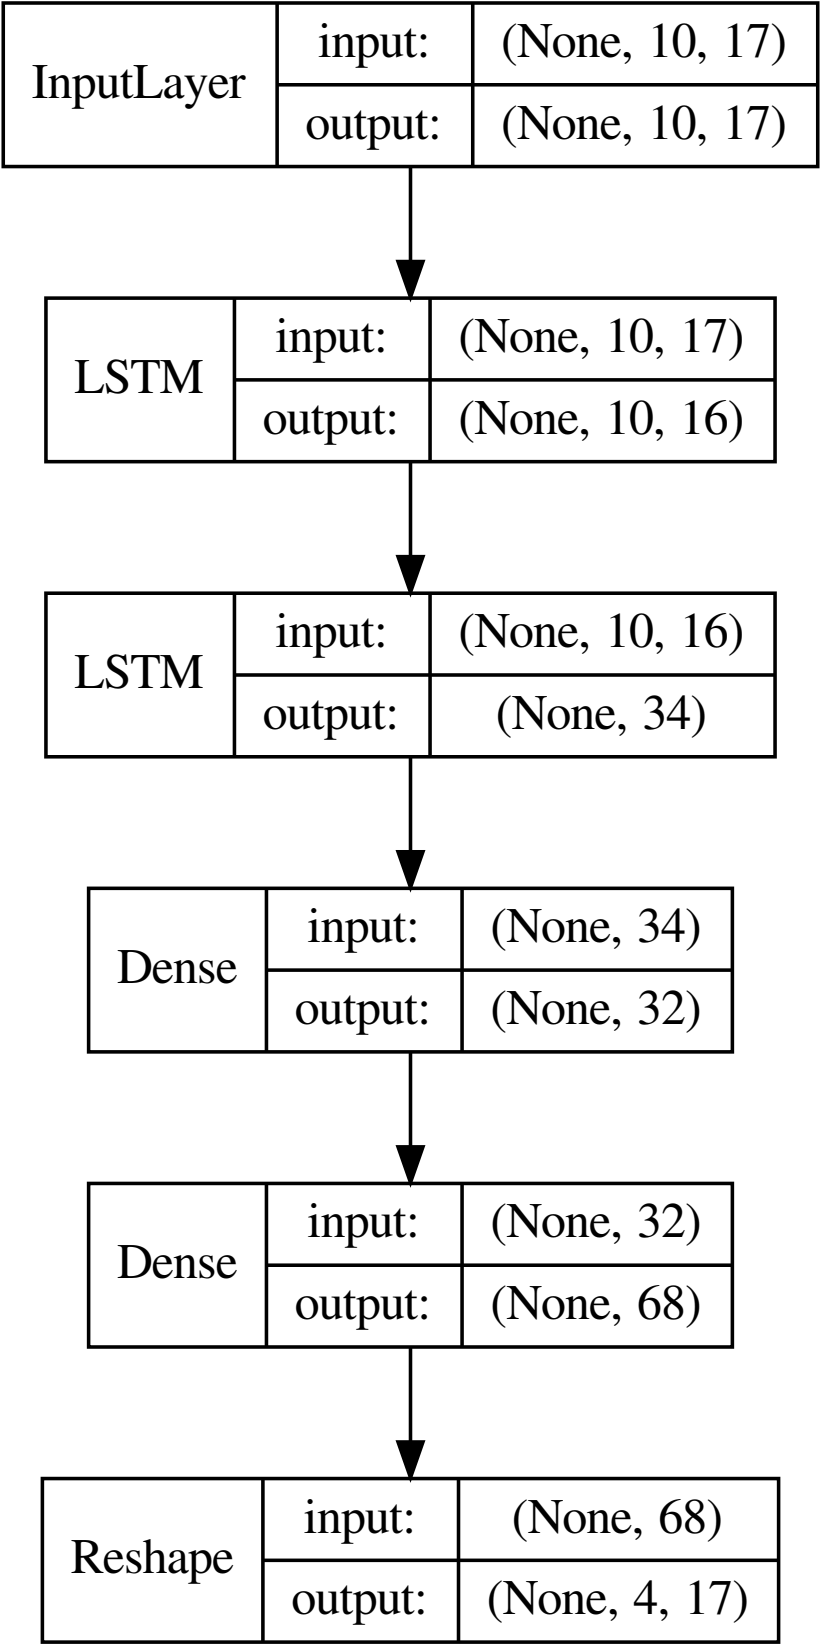 InputLayer
input: (None, 10, 17)
output: (None, 10, 17)
LSTM
input: (None, 10, 17)
output: (None, 10, 16)
LSTM
input: (None, 10, 16)
output: (None, 34)
Dense
input: (None, 34)
output: (None, 32)
Dense
input: (None, 32)
output: (None, 68)
Reshape
input: (None, 68)
output: (None, 4, 17)